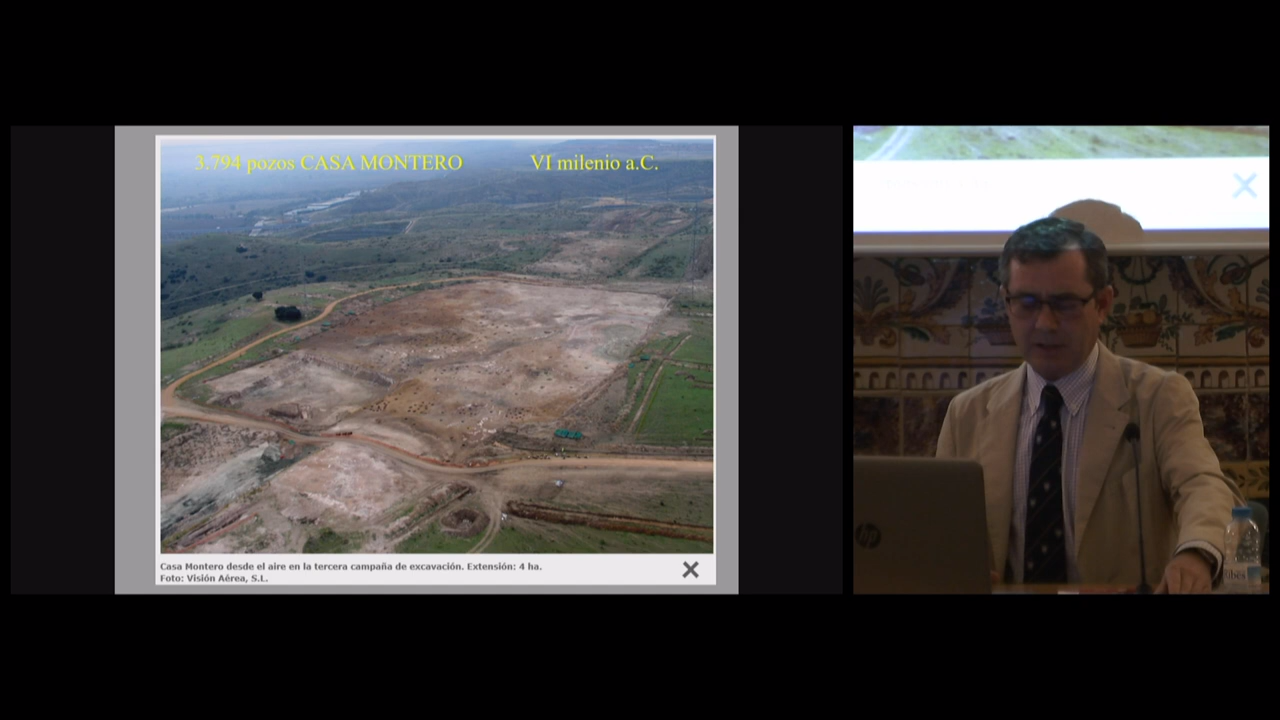 3.794 pozos CASA MONTERO VI milenio a.C.
Casa Montero desde el aire en la tercera campaña de excavación. Extensión: 4 ha.
Foto: Visión Aérea, S.L.
hp